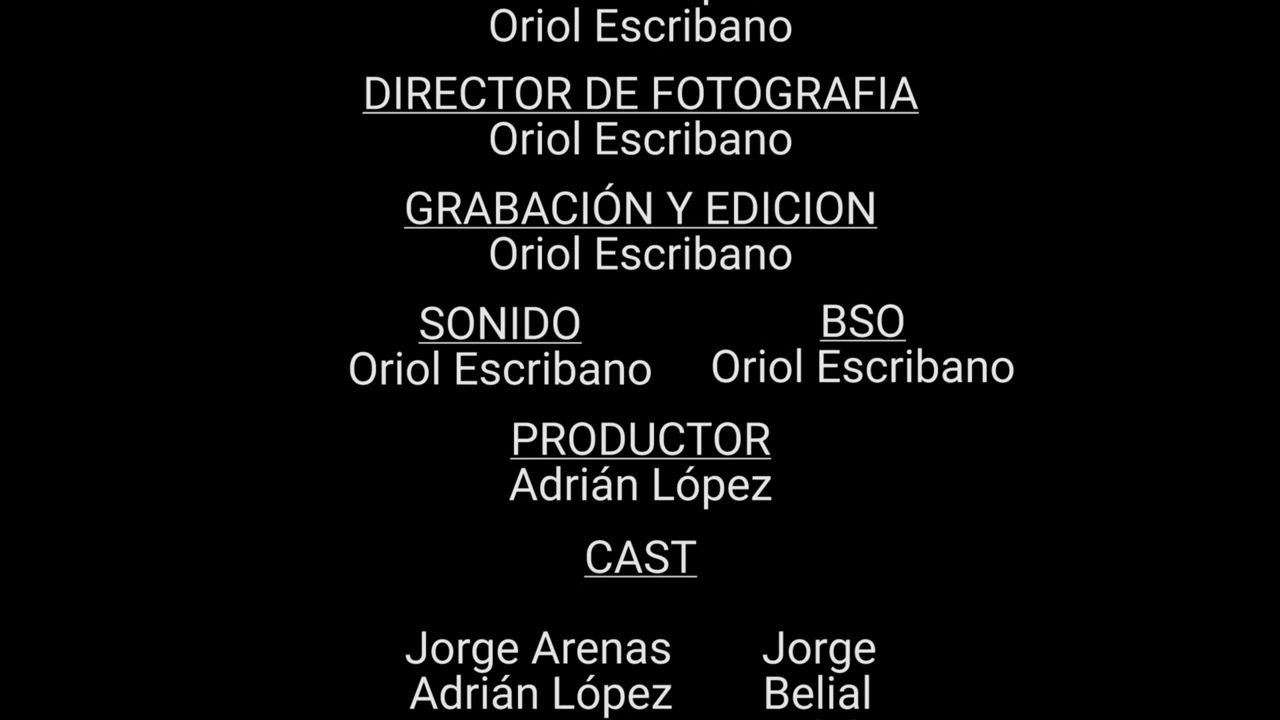 Oriol Escribano
DIRECTOR DE FOTOGRAFIA
Oriol Escribano
GRABACIÓN Y EDICION
Oriol Escribano
SONIDO BSO
Oriol Escribano Oriol Escribano
PRODUCTOR
Adrián López
CAST
Jorge Arenas Jorge
Adrián López Belial